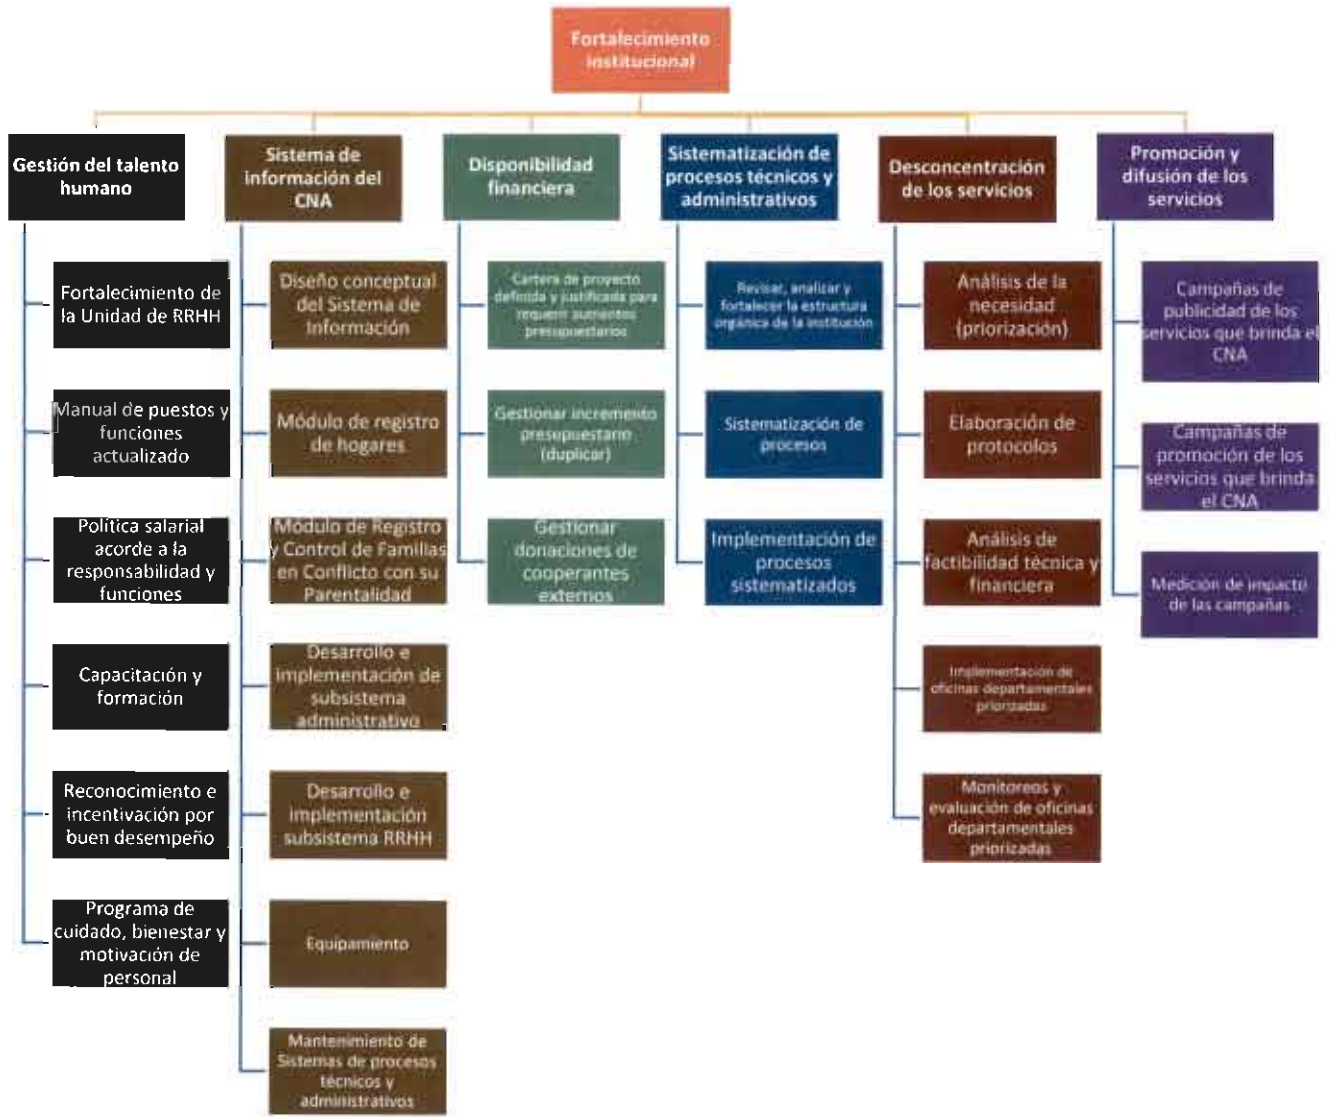 Fortalecimiento
institucional
Gestión del talento
humano
Fortalecimiento de
la Unidad de RRHH
Manual de puestos y
funciones
actualizado
Política salarial
acorde a la
responsabilidad y
funciones
Capacitación y
formación
Reconocimiento e
incentivación por
buen desempeño
Programa de
cuidado, bienestar y
motivación de
personal
Sistema de
información del
CNA
Diseño conceptual
del Sistema de
Información
Módulo de registro
de hogares
Módulo de Registro
y Control de Familias
en Conflicto con su
Parentalidad
Desarrollo e
implementación de
subsistema
administrativo
Desarrollo e
implementación
subsistema RRHH
Equipamiento
Mantenimiento de
Sistemas de procesos
técnicos y
administrativos
Disponibilidad
financiera
Cartera de proyecto
definida y justificada para
requerir aumentos
presupuestarios
Gestionar incremento
presupuestario
(duplicar)
Gestionar
donaciones de
cooperantes
externos
Sistematización de
procesos técnicos y
administrativos
Revisar, analizar y
fortalecer la estructura
orgánica de la institución
Sistematización de
procesos
Implementación de
procesos
sistematizados
Desconcentración
de los servicios
Análisis de la
necesidad
(priorización)
Elaboración de
protocolos
Análisis de
factibilidad técnica y
financiera
Implementación de
oficinas departamentales
priorizadas
Monitoreos y
evaluación de oficinas
departamentales
priorizadas
Promoción y
difusión de los
servicios
Campañas de
publicidad de los
servicios que brinda el
CNA
Campañas de
promoción de los
servicios que brinda
el CNA
Medición de impacto
de las campañas